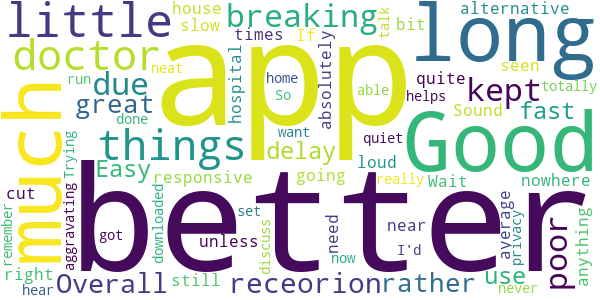 little
house
slow
breaking
times
If
talk
alternative
bit
long
doctor
app
hospital
absolutely
quite
seen
helps
run
neat
home
able
So
totally
due
great
done
want
kept
Sound
fast
much
things
quiet
Good
Trying
Easy
delay
loud
Wait
nowhere
responsive
going
really
cut
aggravating
better
remember
got
downloaded
set
discuss
need
near
average
privacy
anything
poor
unless
now
I'd
right
still
hear
Overall
receorion
rather
use
never